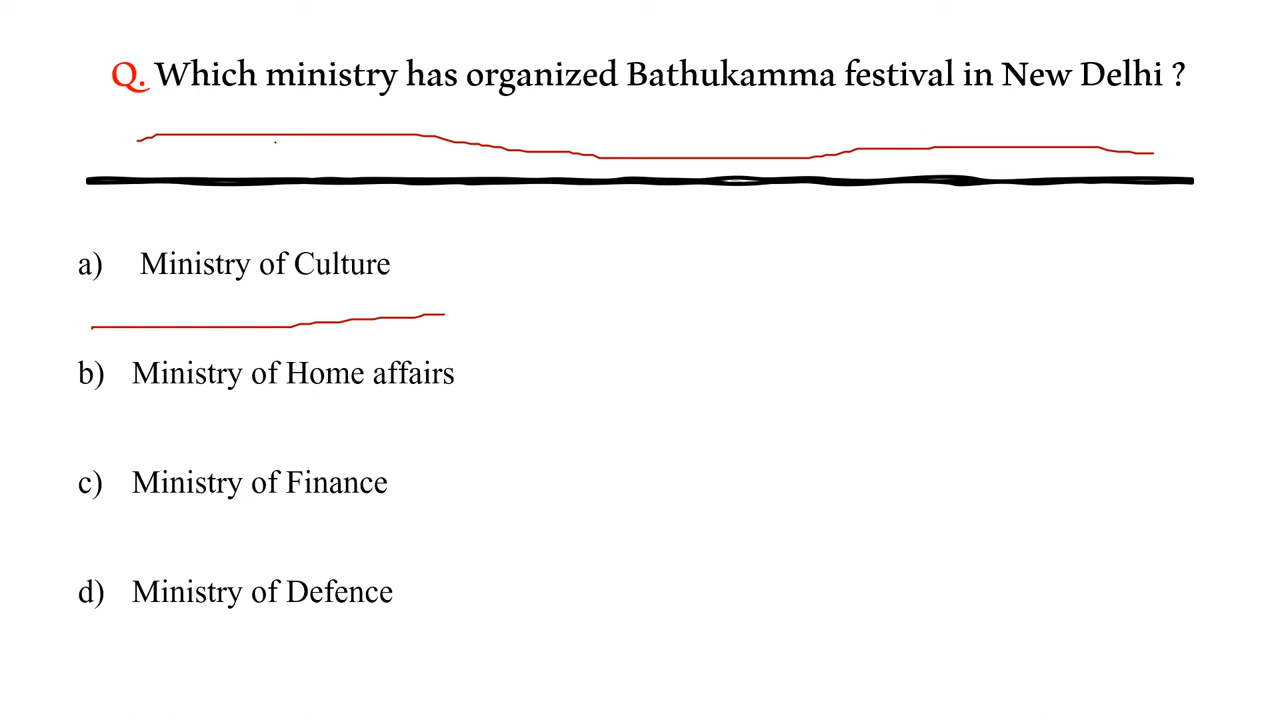 Q. Which ministry has organized Bathukamma festival in New Delhi ?
a) Ministry of Culture
b) Ministry of Home affairs
c) Ministry of Finance
d) Ministry of Defence